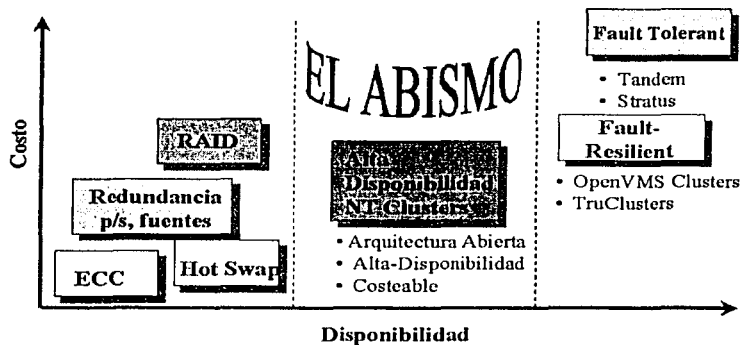 Costo
RAID
Redundancia
p/s, fuentes
ECC
Hot Swap
EL ABISMO
Alta
Disponibilidad
NT Clusters
• Arquitectura Abierta
• Alta-Disponibilidad
• Costeable
Fault Tolerant
• Tandem
• Stratus
Fault-
Resilient
• OpenVMS Clusters
• TruClusters
Disponibilidad